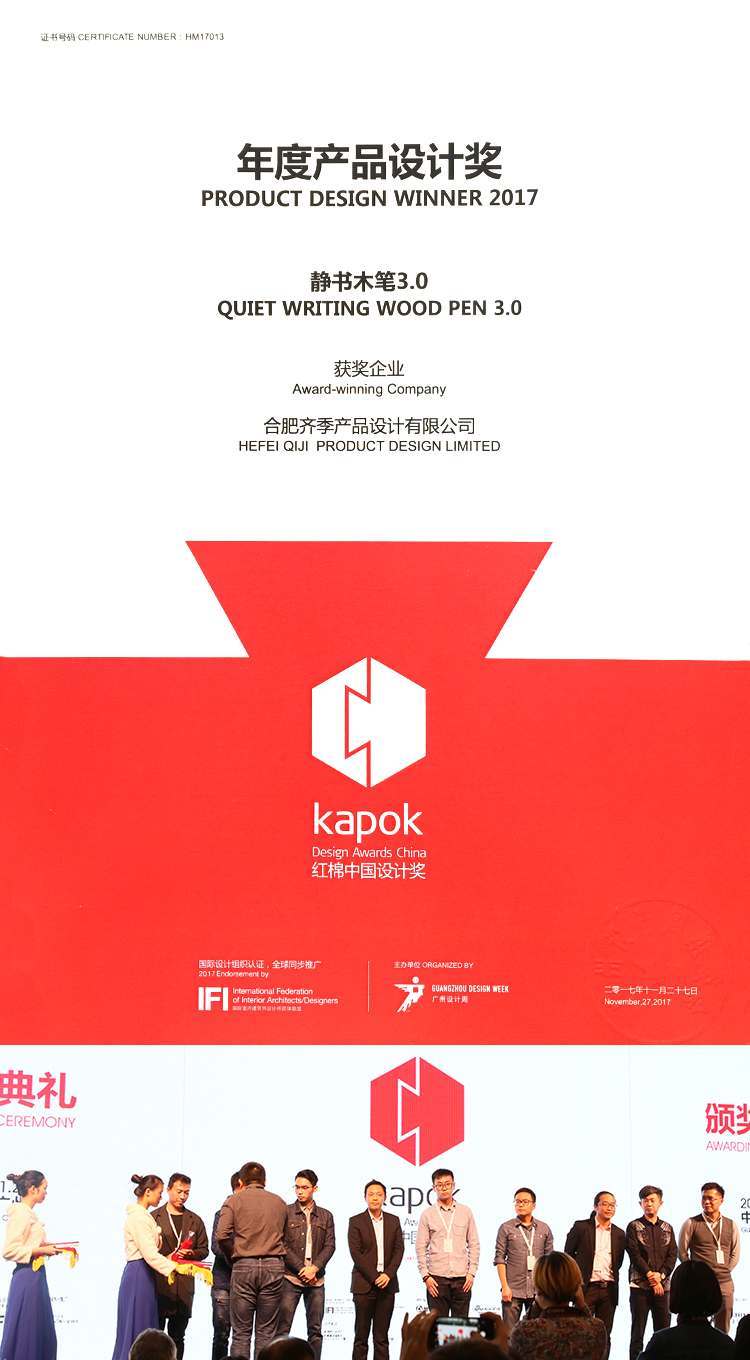 证书号码 CERTIFICATE NUMBER : HM17013
年度产品设计奖
PRODUCT DESIGN WINNER 2017
静书木笔3.0
QUIET WRITING WOOD PEN 3.0
获奖企业
Award-winning Company
合肥齐季产品设计有限公司
HEFEI QIJI PRODUCT DESIGN LIMITED
kapok
Design Awards China
红棉中国设计奖
国际设计组织认证，全球同步推广
2017 Endorsement by
IFI International Federation
of Interior Architects/Designers
主办单位 ORGANIZED BY
GUANGZHOU DESIGN WEEK
广州设计周
二零一七年十一月二十七日
November,27,2017
典礼
CEREMONY
颁奖
AWARDIN
apok